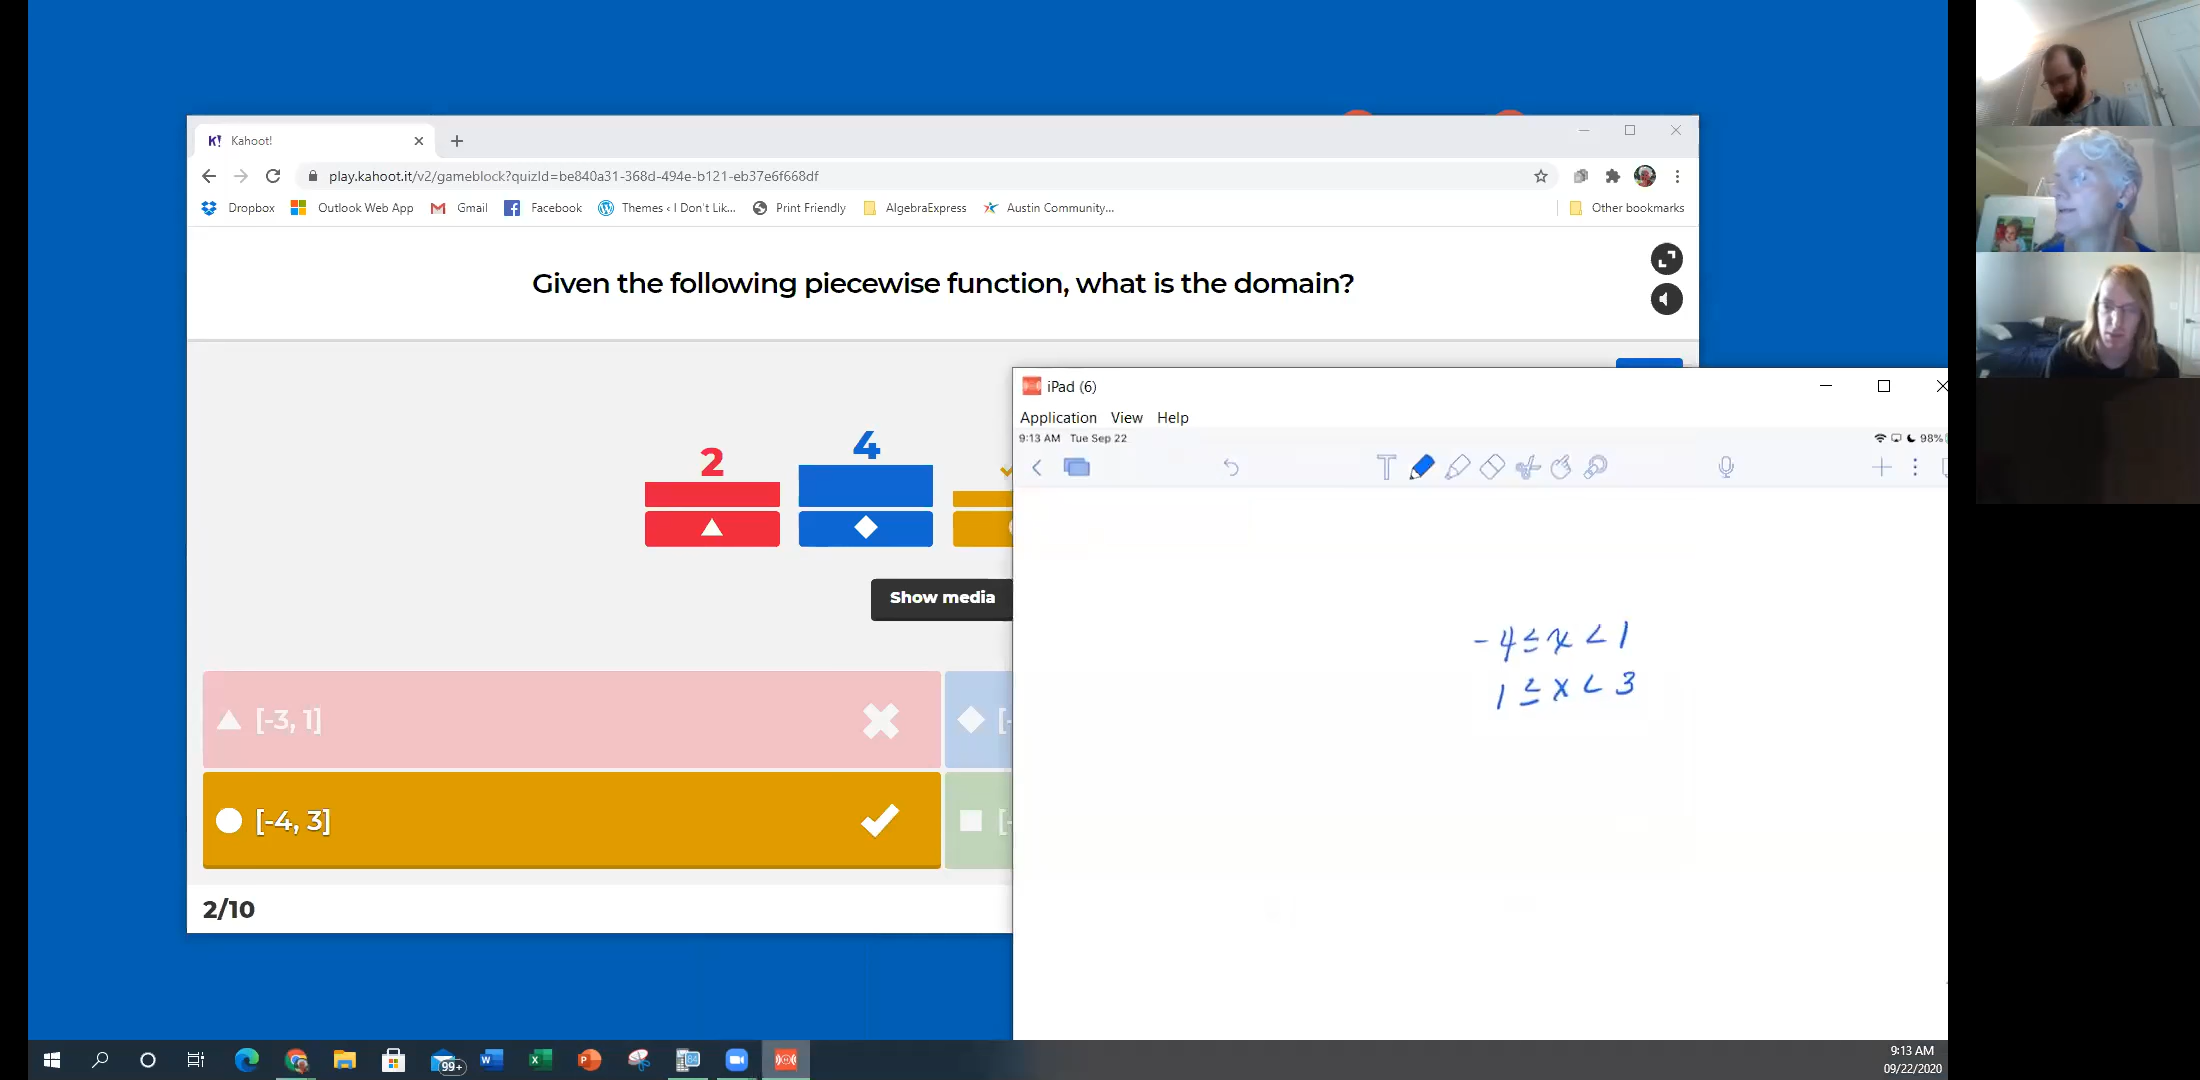 Kahoot!
play.kahoot.it/v2/gameblock?quizId=be840a31-368d-494e-b121-eb37e6f668df
Dropbox Outlook Web App Gmail Facebook Themes ‹ I Don't Lik... Print Friendly AlgebraExpress Austin Community... Other bookmarks
Given the following piecewise function, what is the domain?
2
4
Show media
[-3, 1]
[-
[-4, 3]
[-
2/10
iPad (6)
Application View Help
9:13 AM Tue Sep 22 98%
-4 ≤ x < 1
1 ≤ x < 3
99+
9:13 AM
09/22/2020